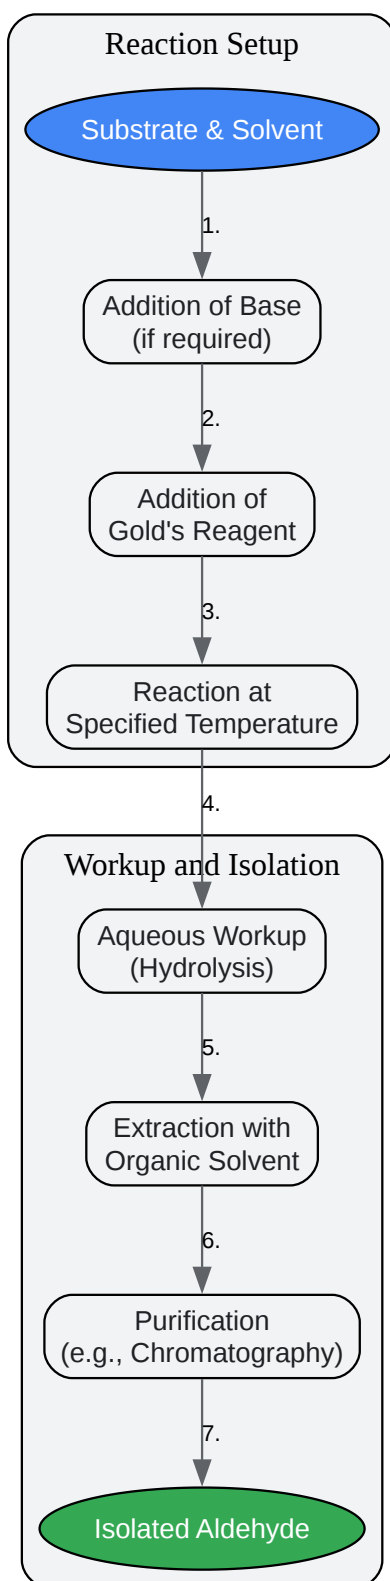 Reaction Setup
Substrate & Solvent
1.
Addition of Base
(if required)
2.
Addition of
Gold's Reagent
3.
Reaction at
Specified Temperature
4.
Workup and Isolation
Aqueous Workup
(Hydrolysis)
5.
Extraction with
Organic Solvent
6.
Purification
(e.g., Chromatography)
7.
Isolated Aldehyde